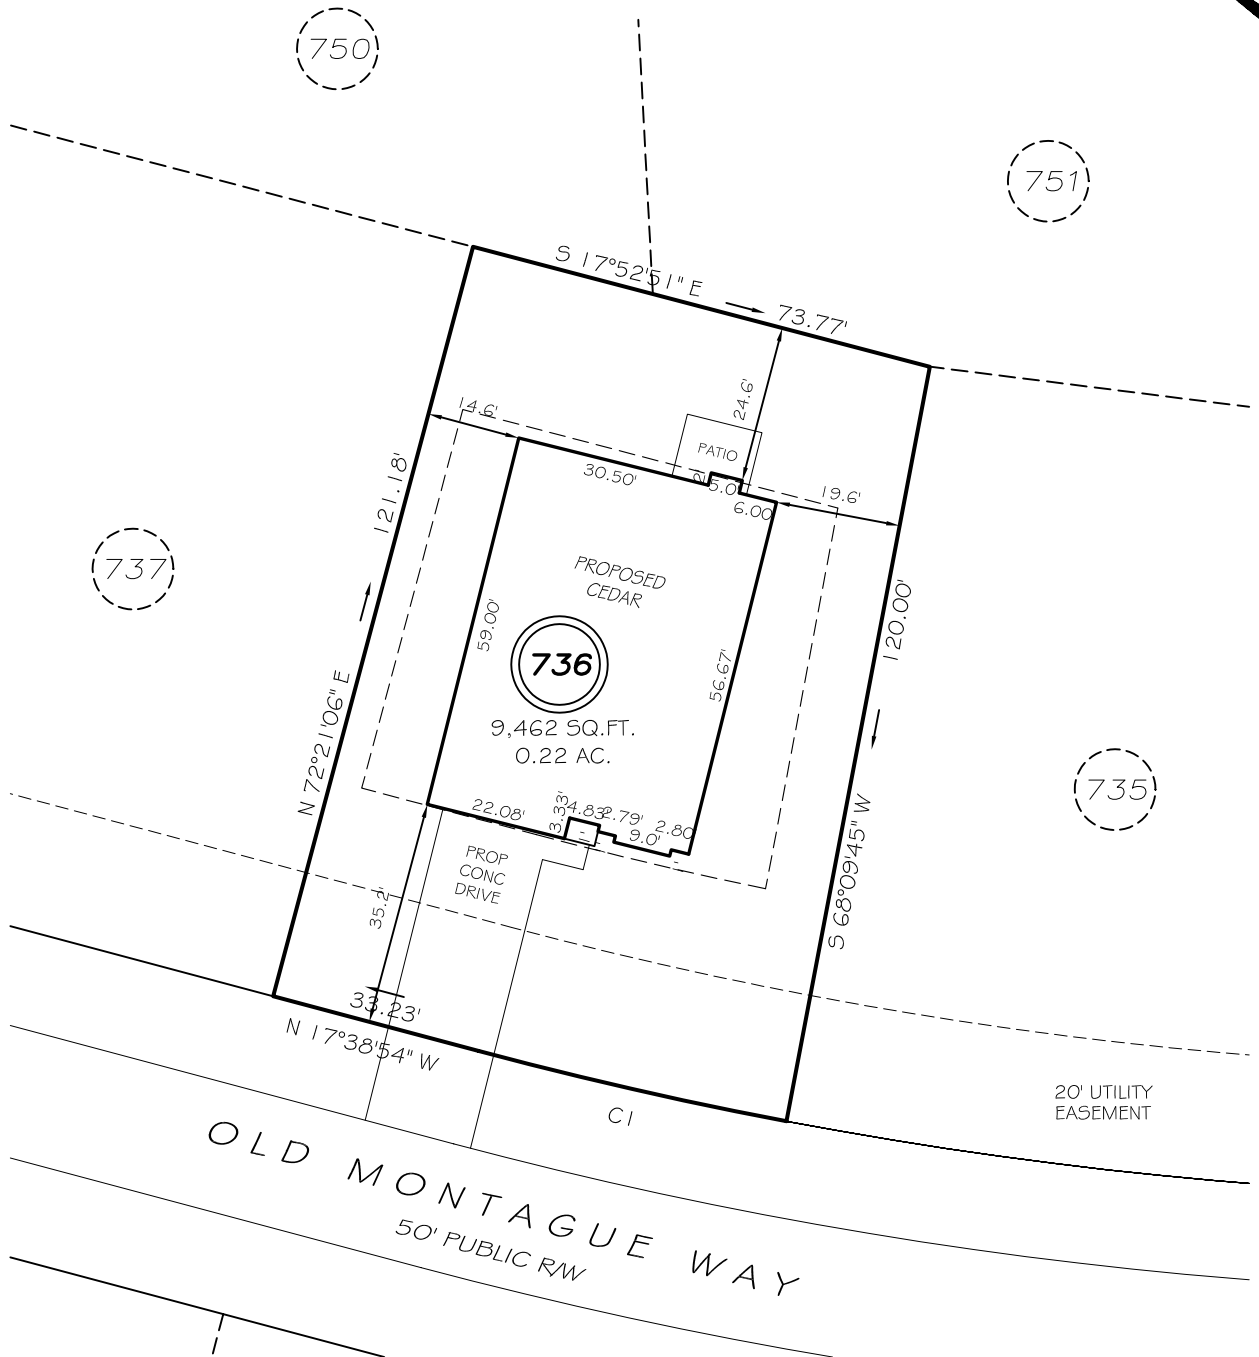 750
751
S 17°52'51" E
73.77'
24.6'
14.6'
PATIO
30.50'
5.0'
6.00
19.6'
121.18'
737
PROPOSED
CEDAR
59.00'
120.00'
736
56.67'
9,462 SQ.FT.
0.22 AC.
N 72°21'06" E
735
22.08'
3.33'
4.83'
2.79'
9.0'
2.80
PROP
CONC
DRIVE
S 68°09'45" W
35.2'
33.23'
N 17°38'54" W
C1
20' UTILITY
EASEMENT
OLD MONTAGUE WAY
50' PUBLIC R/W